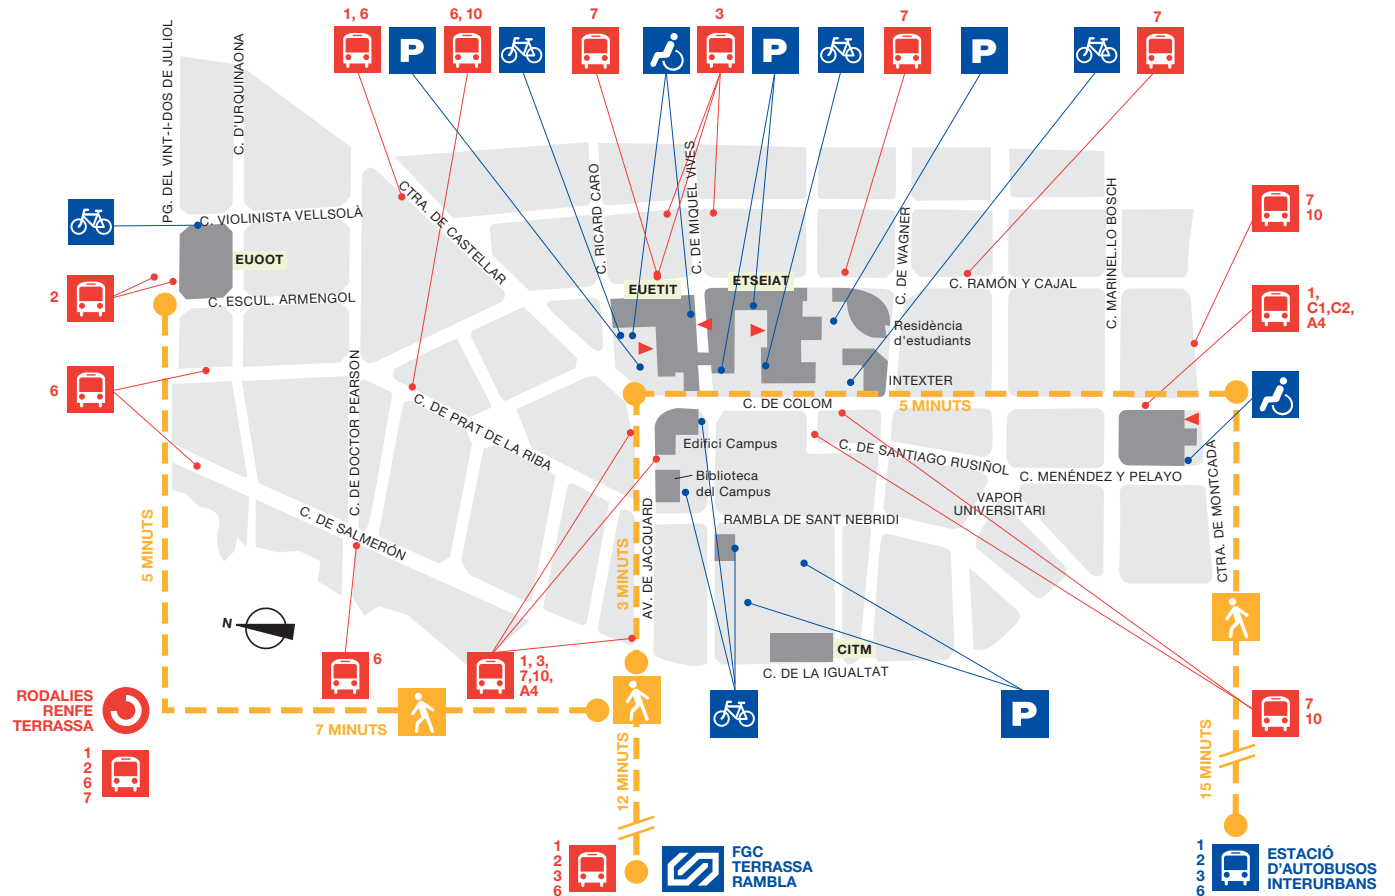 1, 6
6, 10
7
3
7
7
P
P
P
PG. DEL VINT-I-DOS DE JULIOL
C. D'URQUINAONA
C. VIOLINISTA VELLSOLÀ
EUOOT
C. ESCUL. ARMENGOL
2
6
CTRA. DE CASTELLAR
C. RICARD CARO
C. DE MIQUEL VIVES
EUETIT
ETSEIAT
C. DE WAGNER
C. RAMÓN Y CAJAL
C. MARINEL.LO BOSCH
7
10
1,
C1,C2,
A4
Residència
d'estudiants
INTEXTER
5 MINUTS
C. DE COLOM
C. DE DOCTOR PEARSON
C. DE PRAT DE LA RIBA
Edifici Campus
Biblioteca
del Campus
C. DE SANTIAGO RUSIÑOL
C. MENÉNDEZ Y PELAYO
VAPOR
UNIVERSITARI
RAMBLA DE SANT NEBRIDI
C. DE SALMERÓN
AV. DE JACQUARD
3 MINUTS
5 MINUTS
CTRA. DE MONTCADA
N
CITM
C. DE LA IGUALTAT
6
1, 3,
7,10,
A4
P
7
10
RODALIES
RENFE
TERRASSA
7 MINUTS
12 MINUTS
15 MINUTS
1
2
6
7
1
2
3
6
FGC
TERRASSA
RAMBLA
1
2
3
6
ESTACIÓ
D'AUTOBUSOS
INTERURBANS